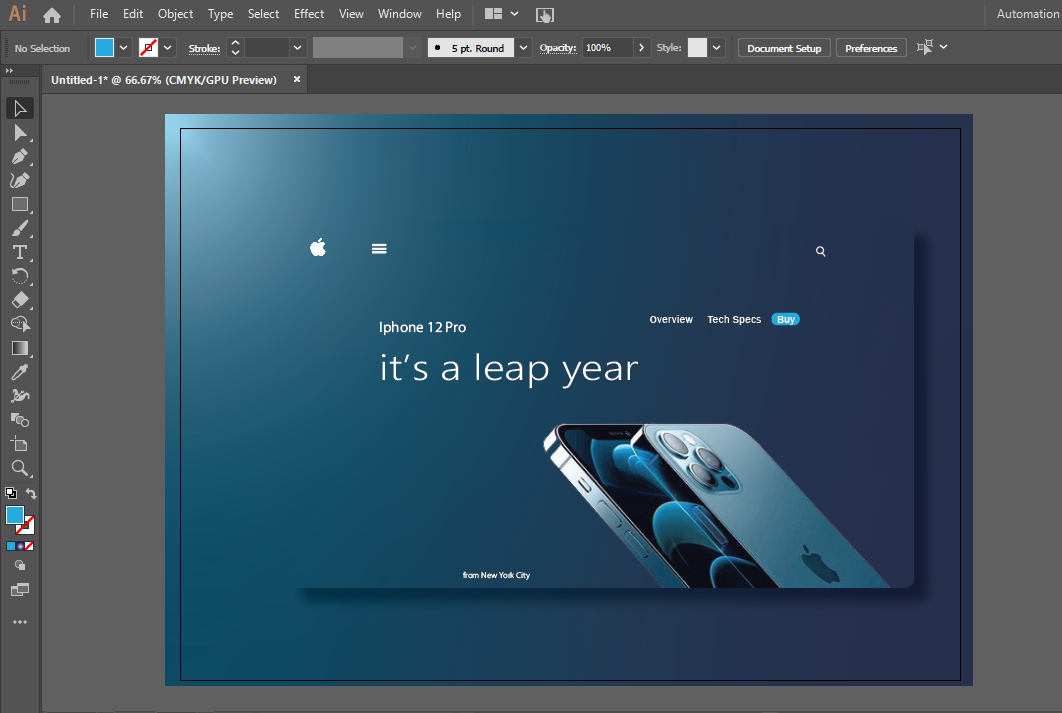 Ai File Edit Object Type Select Effect View Window Help Automation
No Selection Stroke: 5 pt. Round Opacity: 100% Style: Document Setup Preferences
Untitled-1* @ 66.67% (CMYK/GPU Preview) ×
Overview Tech Specs Buy
Iphone 12 Pro
it's a leap year
from New York City